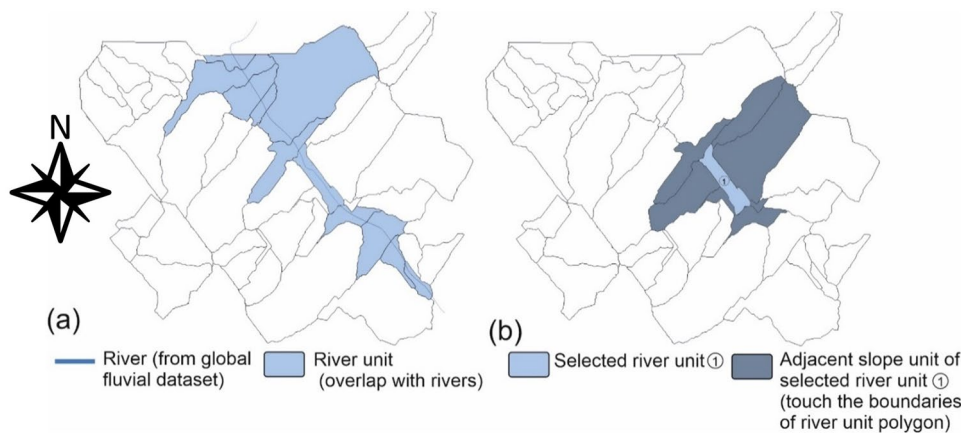 N
①
(a)
(b)
River (from global
fluvial dataset)
River unit
(overlap with rivers)
Selected river unit①
Adjacent slope unit of
selected river unit ①
(touch the boundaries
of river unit polygon)